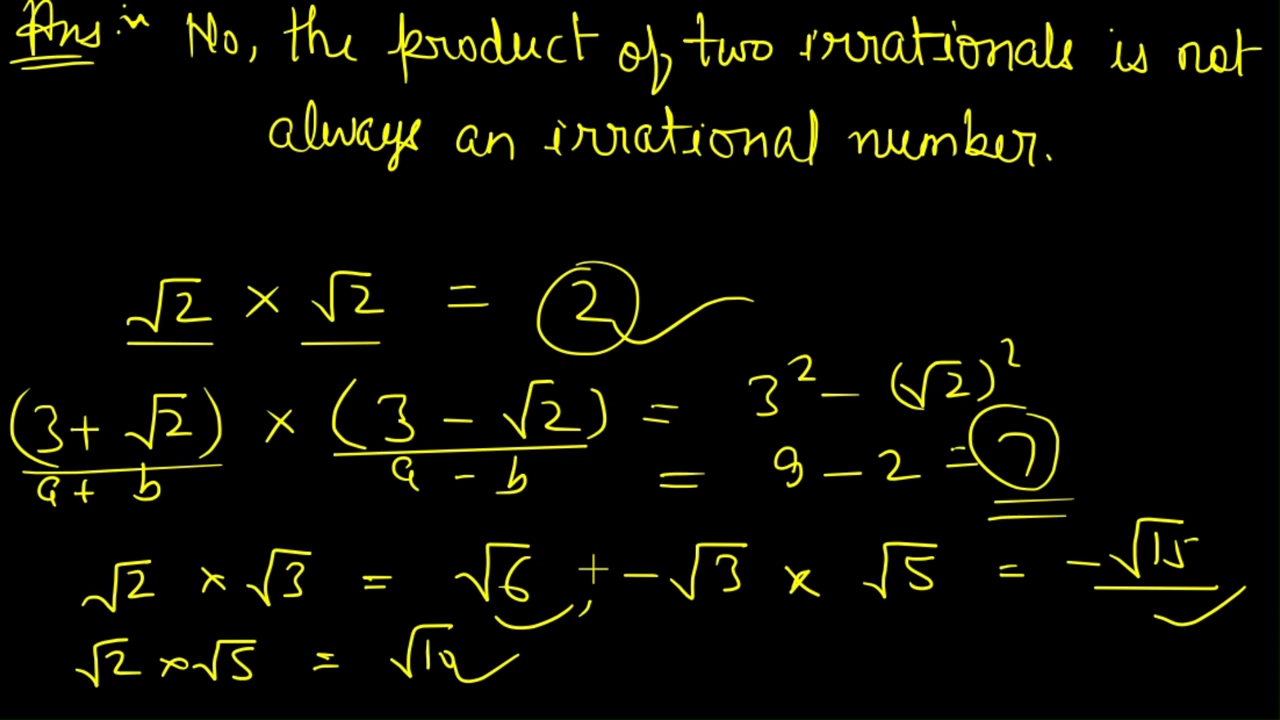 Ans :- No, the product of two irrationals is not
always an irrational number.
√2 × √2 = 2
(3 + √2) × (3 - √2) = 3² - (√2)²
a + b a - b = 9 - 2 = 7
√2 × √3 = √6 , + - √3 × √5 = - √15
√2 × √5 = √10